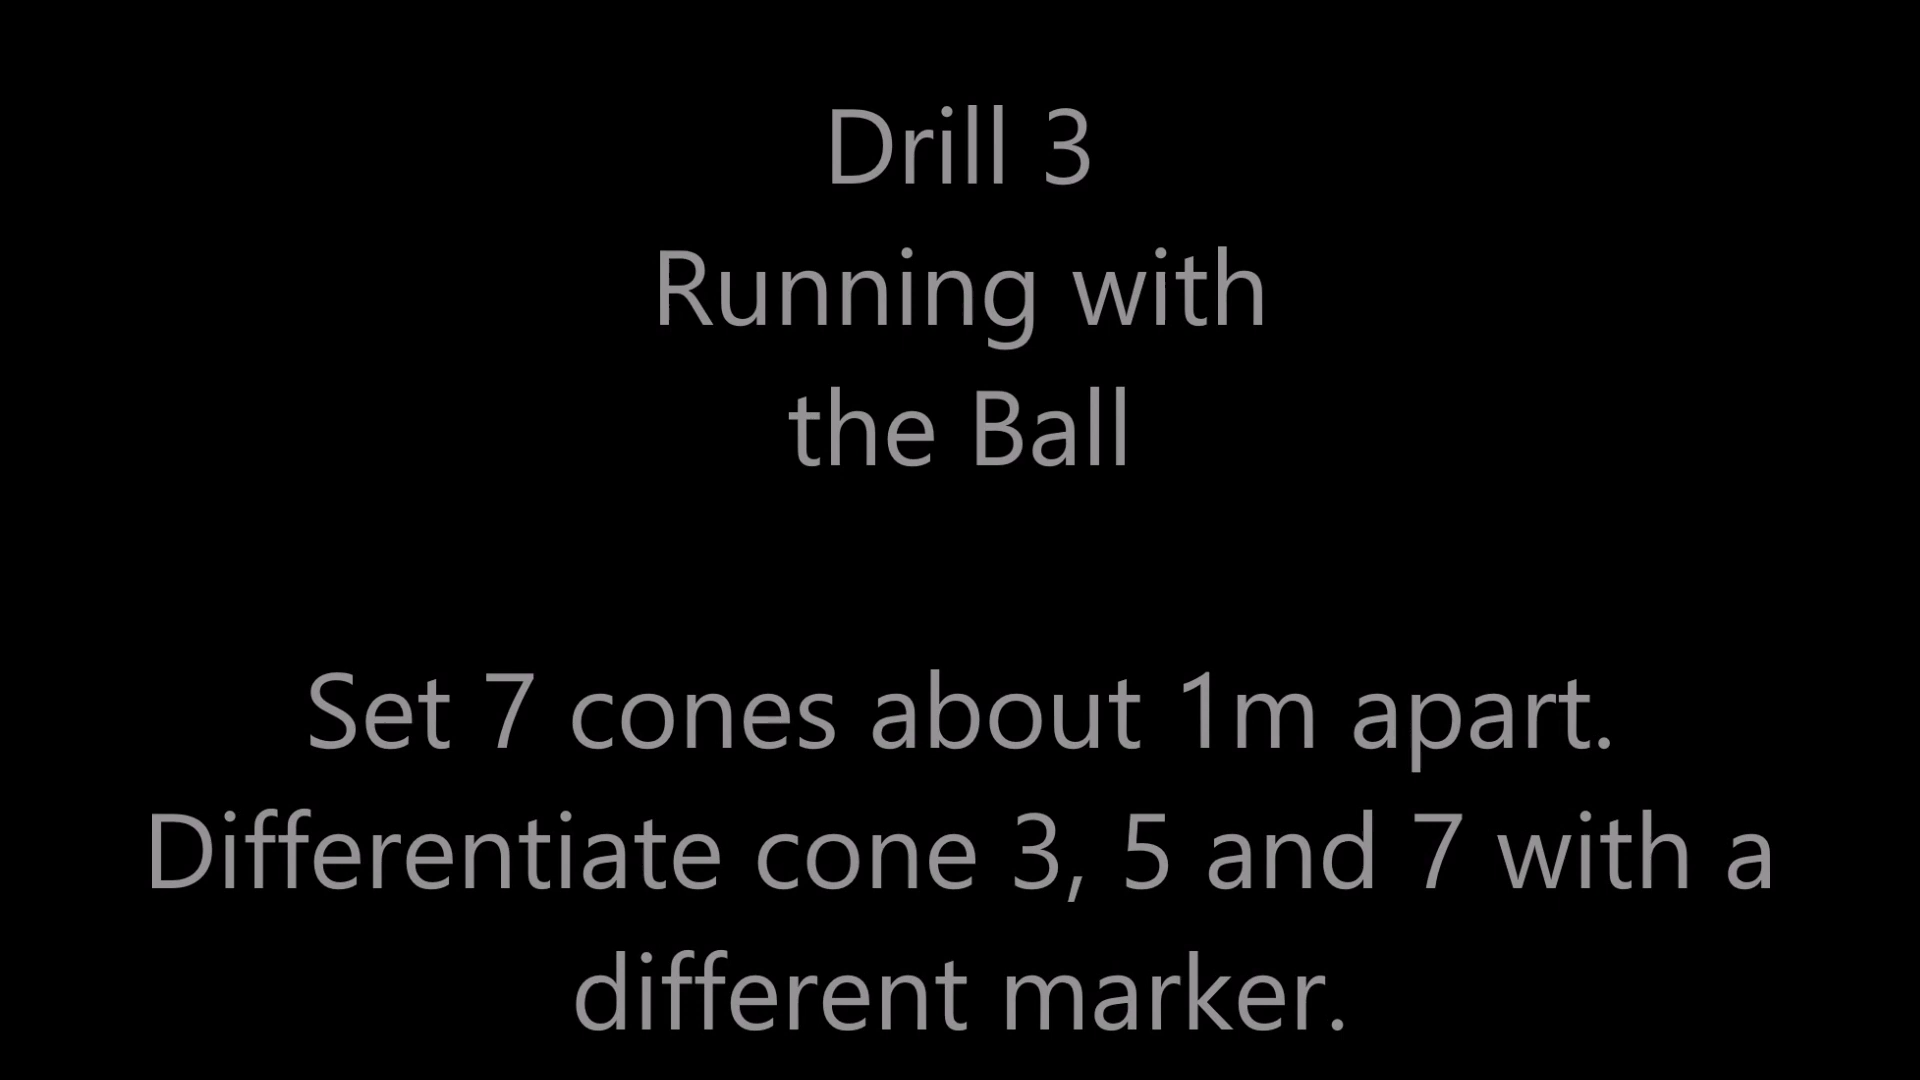 Drill 3
Running with
the Ball
Set 7 cones about 1m apart.
Differentiate cone 3, 5 and 7 with a
different marker.